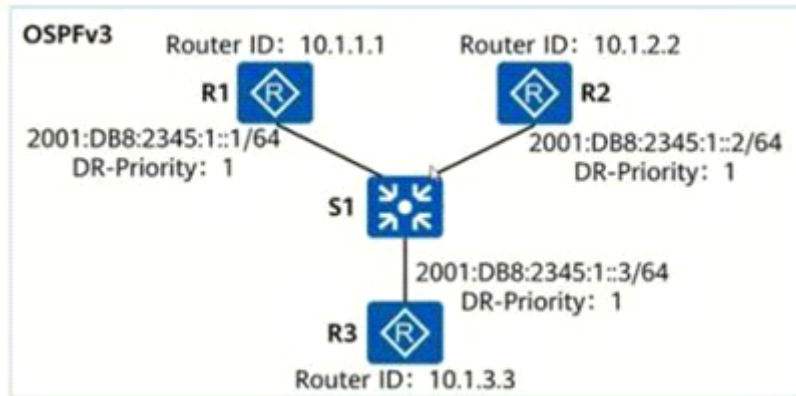 OSPFv3
Router ID： 10.1.1.1
Router ID： 10.1.2.2
R1
R2
2001:DB8:2345:1::1/64
DR-Priority： 1
2001:DB8:2345:1::2/64
DR-Priority： 1
S1
2001:DB8:2345:1::3/64
DR-Priority： 1
R3
Router ID： 10.1.3.3
R
R
R